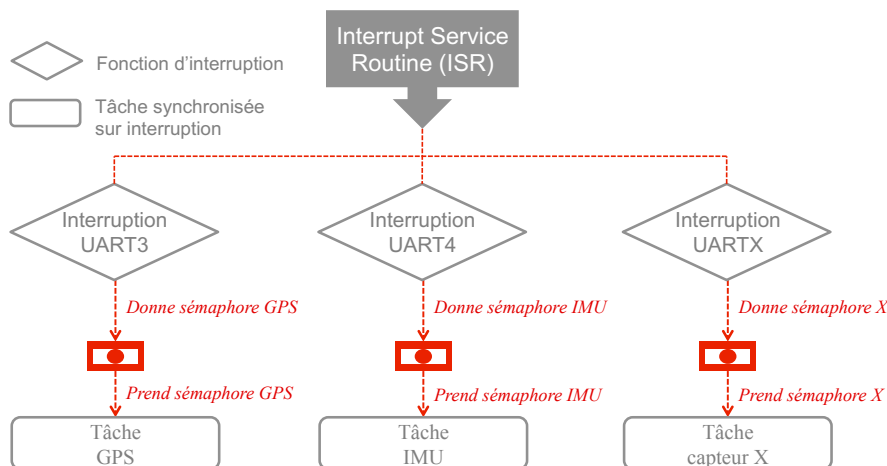 Interrupt Service
Routine (ISR)
Fonction d'interruption
Tâche synchronisée
sur interruption
Interruption
UART3
Interruption
UART4
Interruption
UARTX
Donne sémaphore GPS
Donne sémaphore IMU
Donne sémaphore X
Prend sémaphore GPS
Prend sémaphore IMU
Prend sémaphore X
Tâche
GPS
Tâche
IMU
Tâche
capteur X